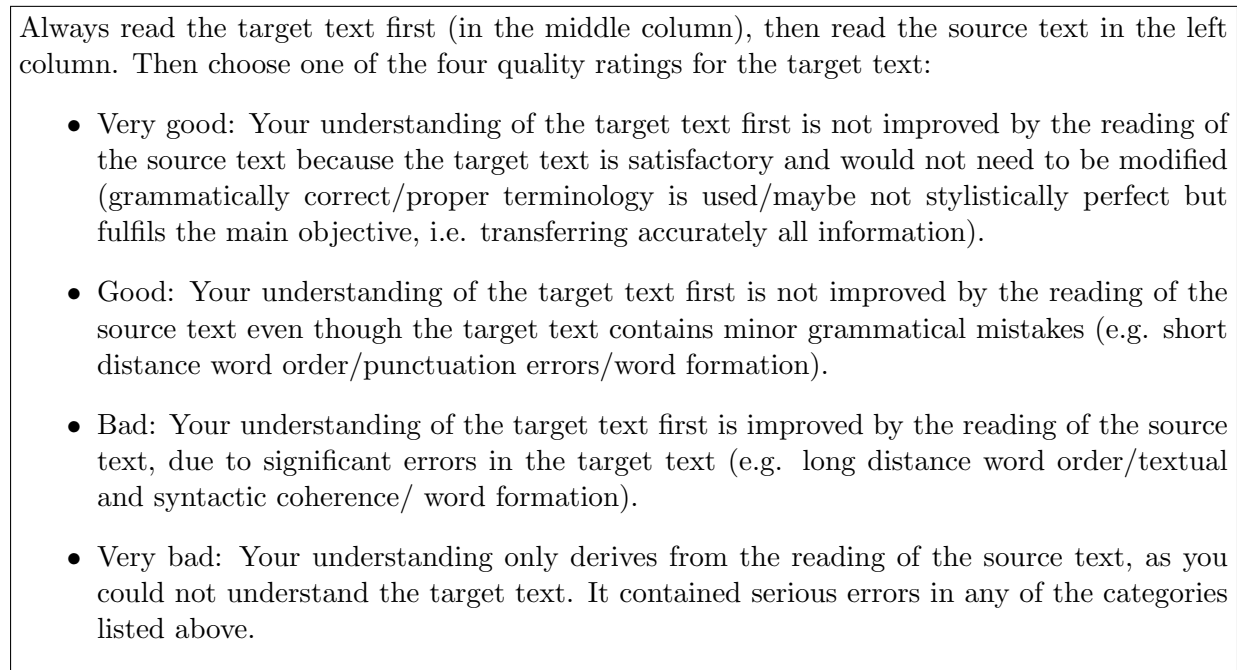 Always read the target text first (in the middle column), then read the source text in the left
column. Then choose one of the four quality ratings for the target text:
• Very good: Your understanding of the target text first is not improved by the reading of
the source text because the target text is satisfactory and would not need to be modified
(grammatically correct/proper terminology is used/maybe not stylistically perfect but
fulfils the main objective, i.e. transferring accurately all information).
• Good: Your understanding of the target text first is not improved by the reading of the
source text even though the target text contains minor grammatical mistakes (e.g. short
distance word order/punctuation errors/word formation).
• Bad: Your understanding of the target text first is improved by the reading of the source
text, due to significant errors in the target text (e.g. long distance word order/textual
and syntactic coherence/ word formation).
• Very bad: Your understanding only derives from the reading of the source text, as you
could not understand the target text. It contained serious errors in any of the categories
listed above.